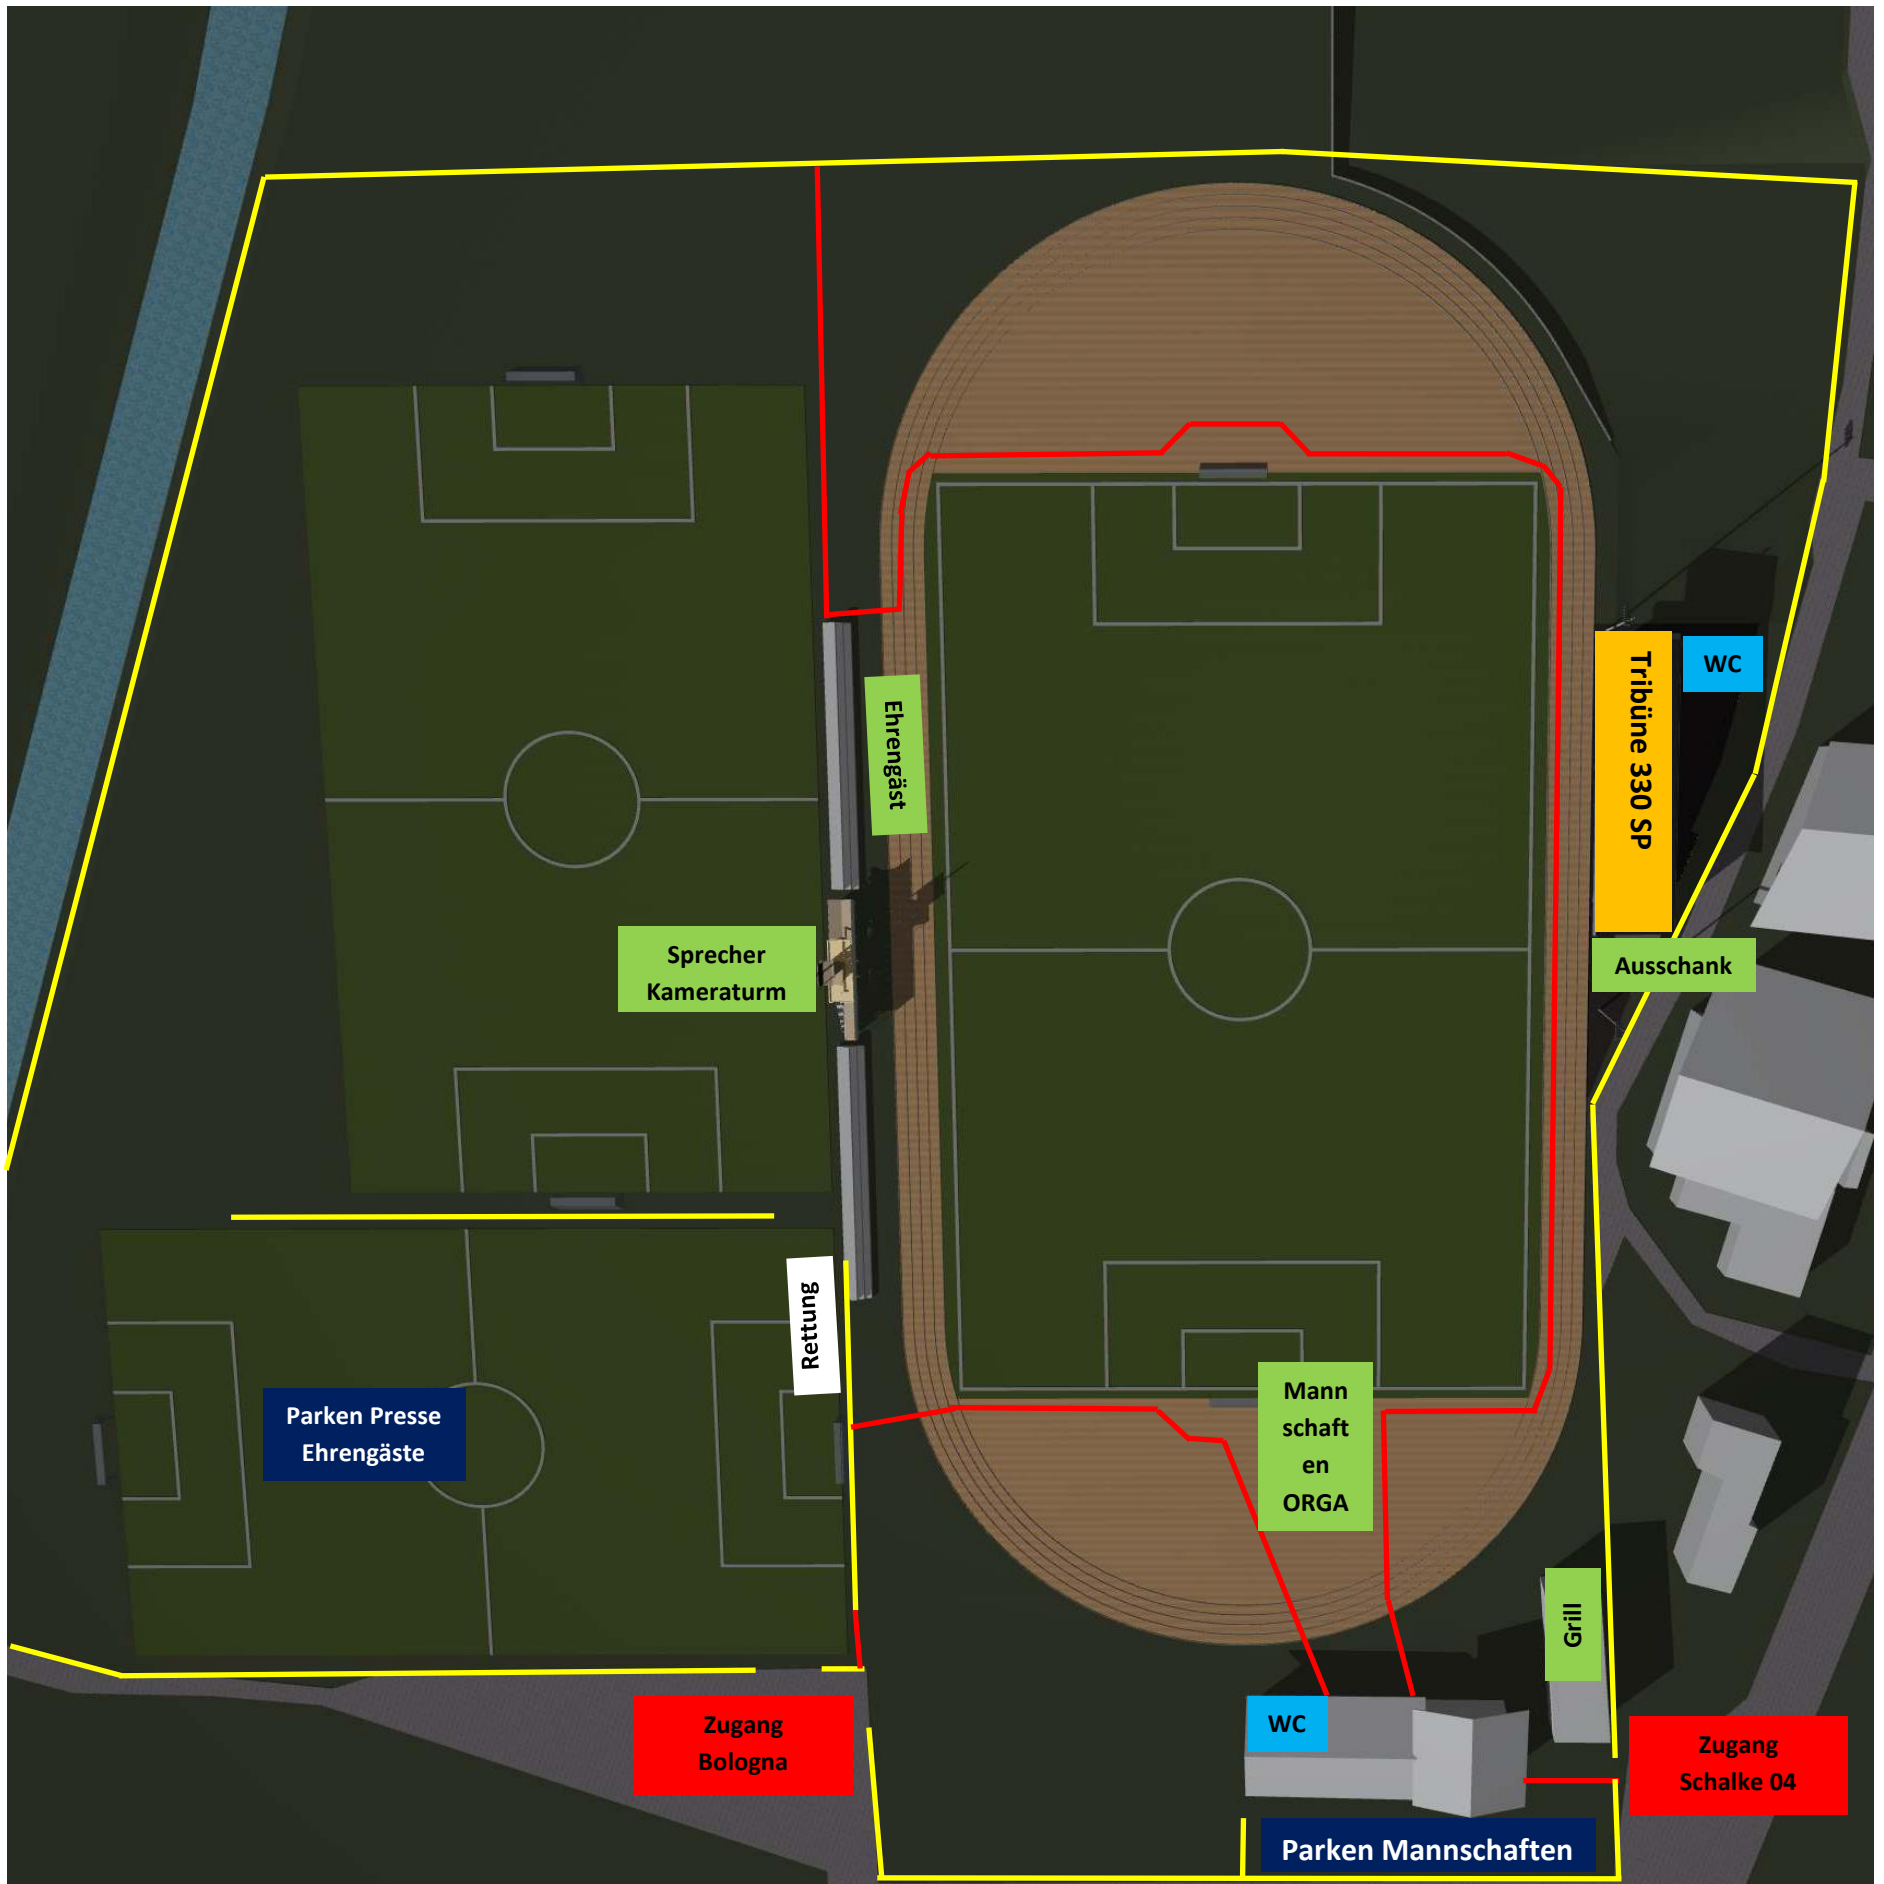 WC
Tribüne 330 SP
Ehrengäst
Sprecher
Kameraturm
Ausschank
Rettung
Parken Presse
Ehrengäste
Mann
schaft
en
ORGA
Grill
Zugang
Bologna
WC
Zugang
Schalke 04
Parken Mannschaften